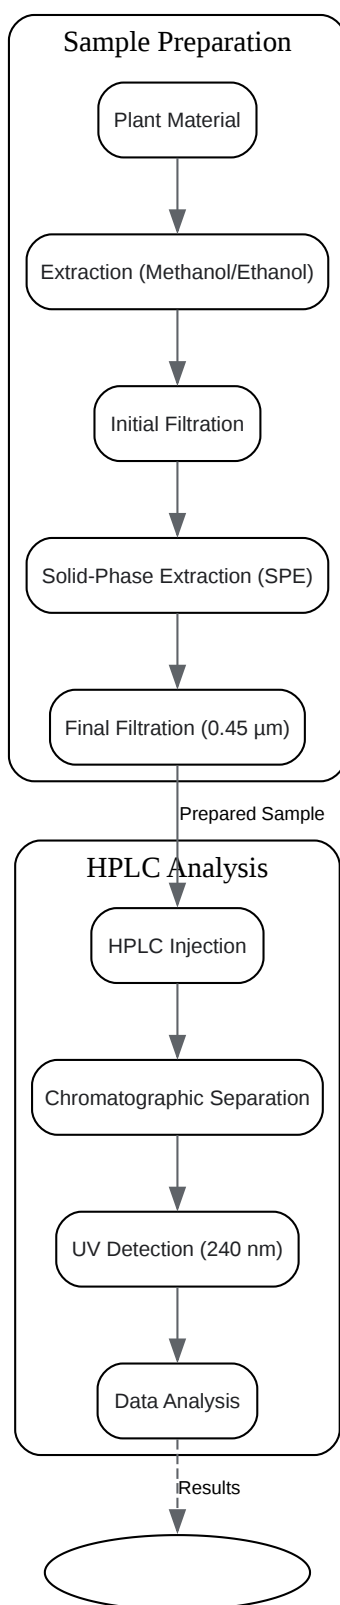 Sample Preparation
Plant Material
Extraction (Methanol/Ethanol)
Initial Filtration
Solid-Phase Extraction (SPE)
Final Filtration (0.45 µm)
Prepared Sample
HPLC Analysis
HPLC Injection
Chromatographic Separation
UV Detection (240 nm)
Data Analysis
Results